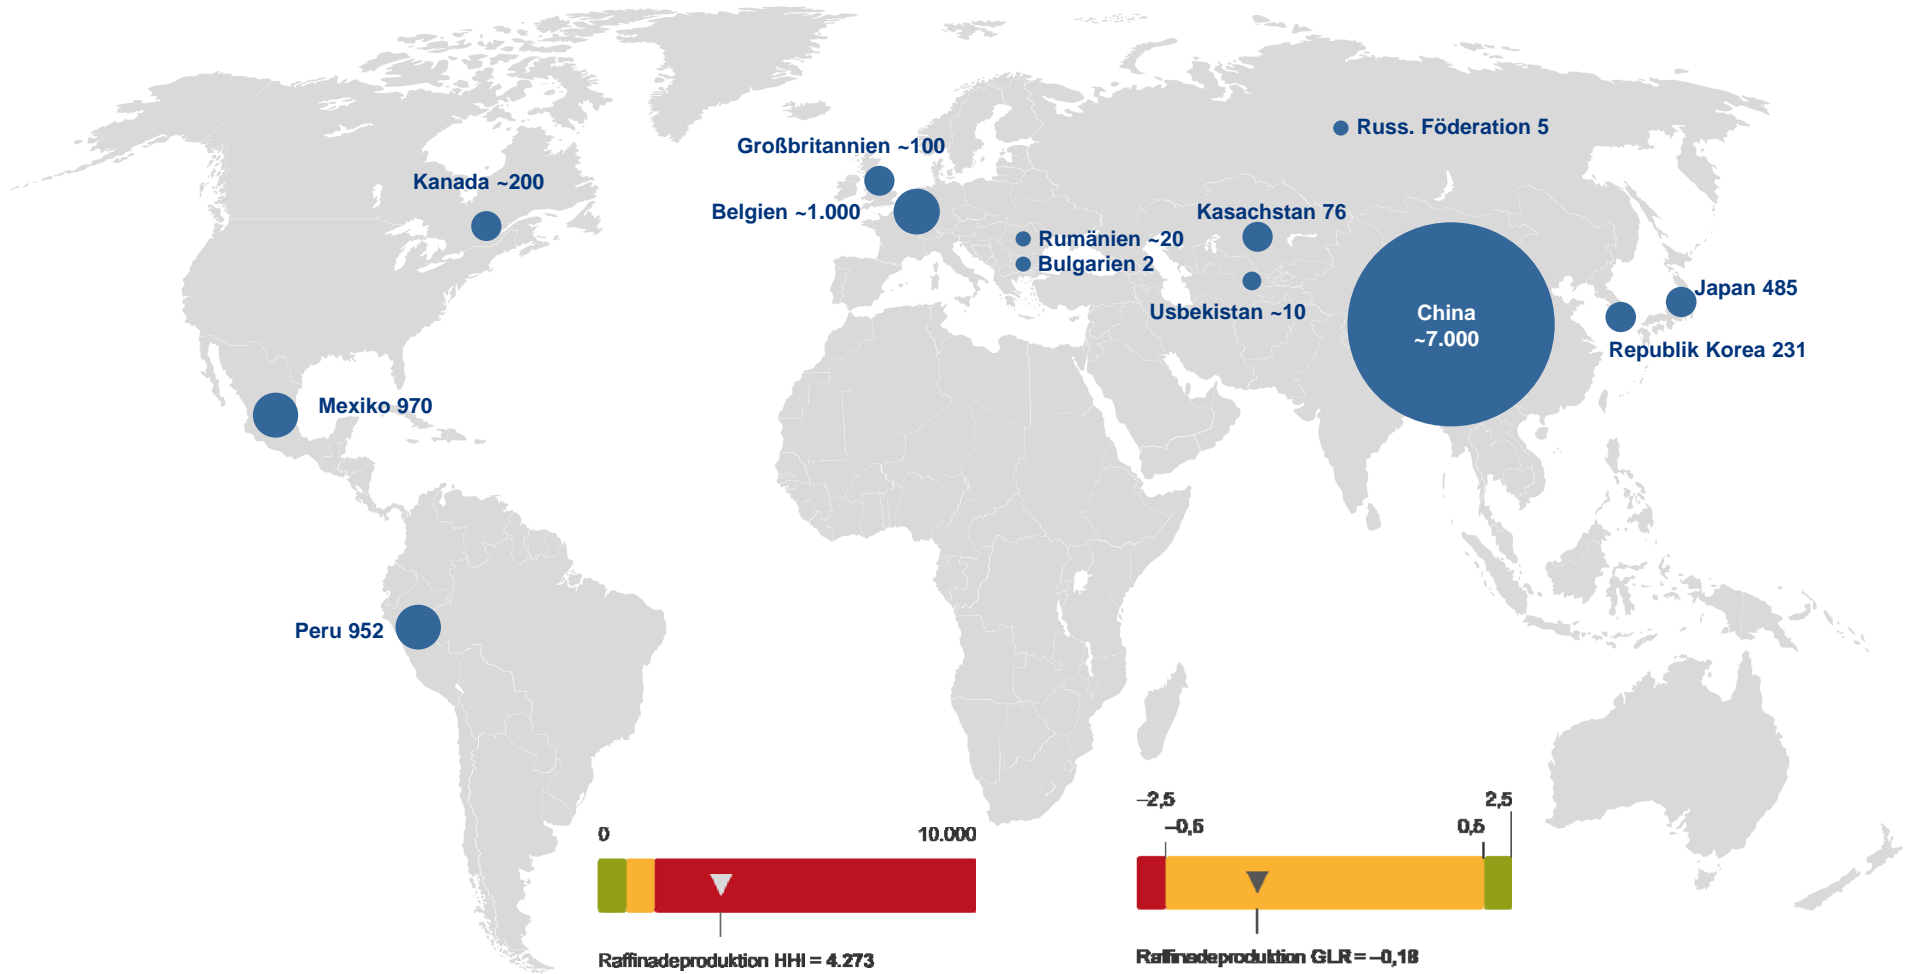 Russ. Föderation 5
Großbritannien ~100
Kanada ~200
Belgien ~1.000
Kasachstan 76
Rumänien ~20
Bulgarien 2
Usbekistan ~10
China
~7.000
Japan 485
Republik Korea 231
Mexiko 970
Peru 952
–2,5 2,5
–0,5 0,5
0 10.000
Raffinadeproduktion HHI = 4.273
Raffinadeproduktion GLR = –0,18